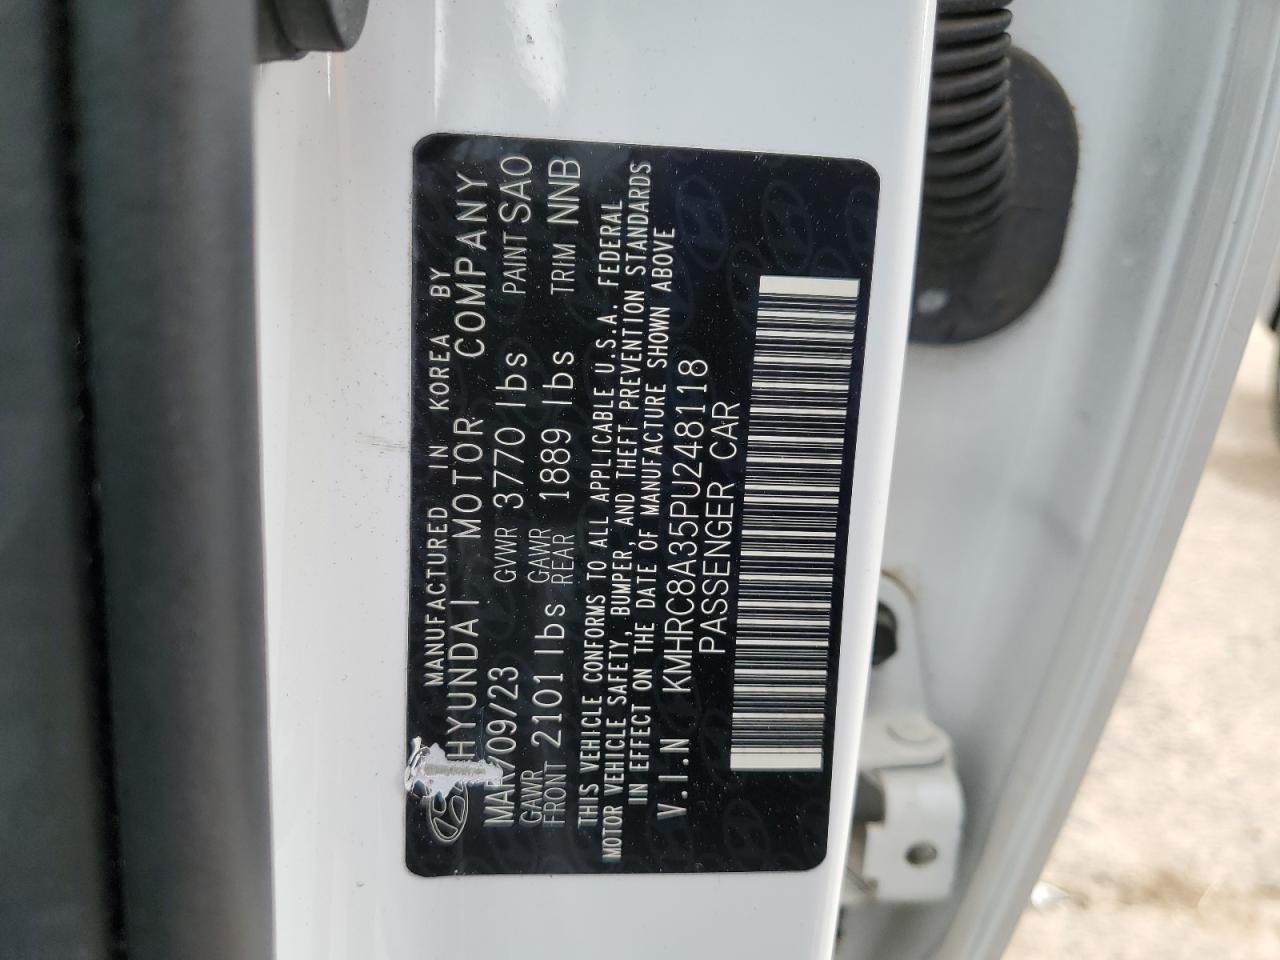 MANUFACTURED IN KOREA BY
HYUNDAI MOTOR COMPANY
MAR/09/23 GVWR 3770 lbs PAINT SAO
GAWR FRONT 2101 lbs GAWR REAR 1889 lbs TRIM NNB
THIS VEHICLE CONFORMS TO ALL APPLICABLE U.S.A. FEDERAL
MOTOR VEHICLE SAFETY, BUMPER, AND THEFT PREVENTION STANDARDS
IN EFFECT ON THE DATE OF MANUFACTURE SHOWN ABOVE
V.I.N KMHRC8A35PU248118
PASSENGER CAR